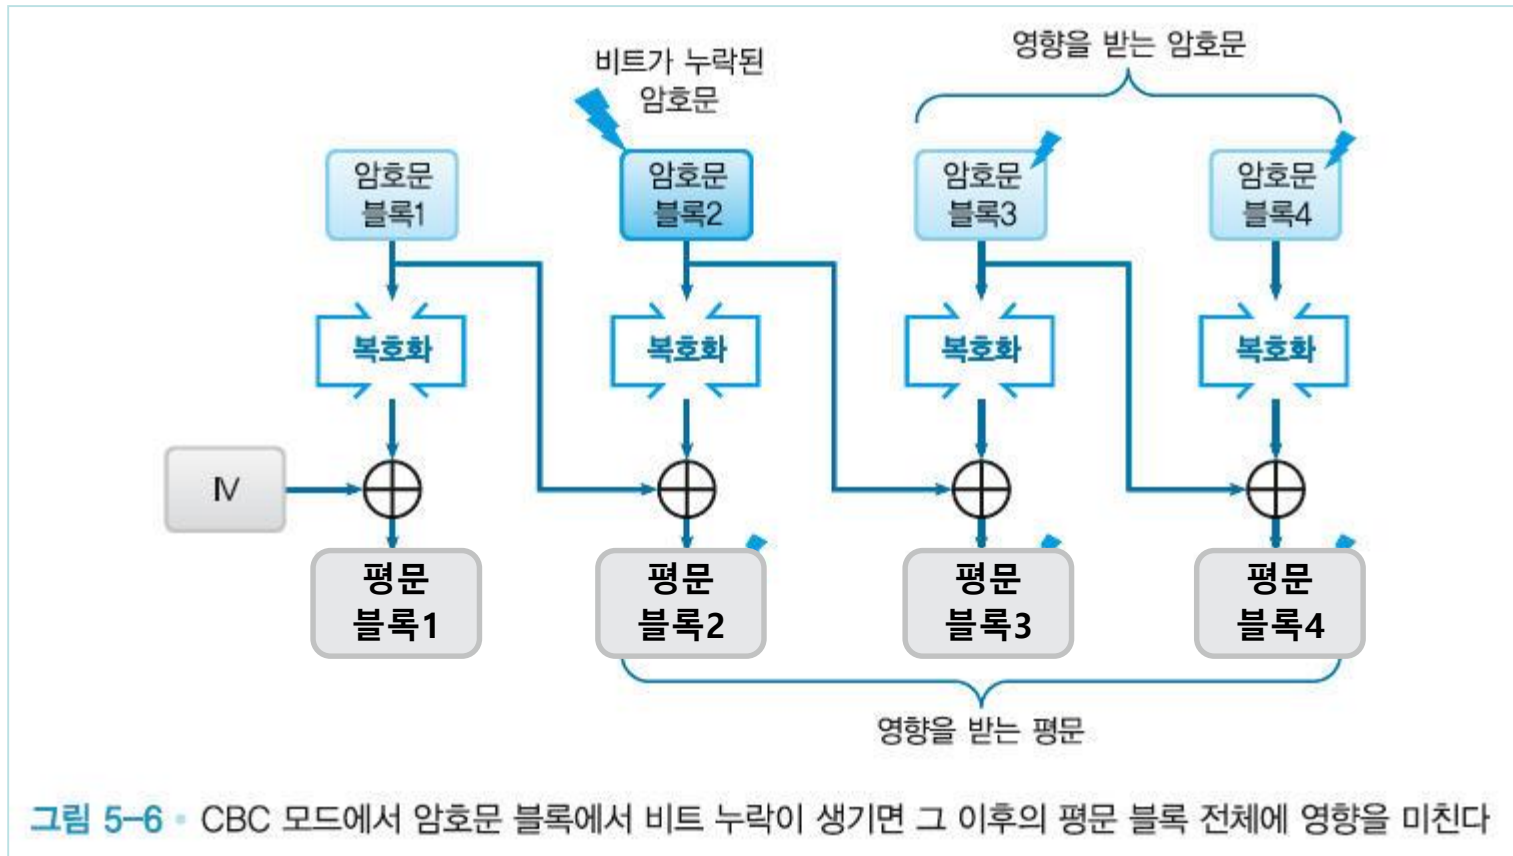 비트가 누락된
암호문
영향을 받는 암호문
암호문
블록1
암호문
블록2
암호문
블록3
암호문
블록4
복호화
복호화
복호화
복호화
IV
평문
블록1
평문
블록2
평문
블록3
평문
블록4
영향을 받는 평문
그림 5-6 • CBC 모드에서 암호문 블록에서 비트 누락이 생기면 그 이후의 평문 블록 전체에 영향을 미친다